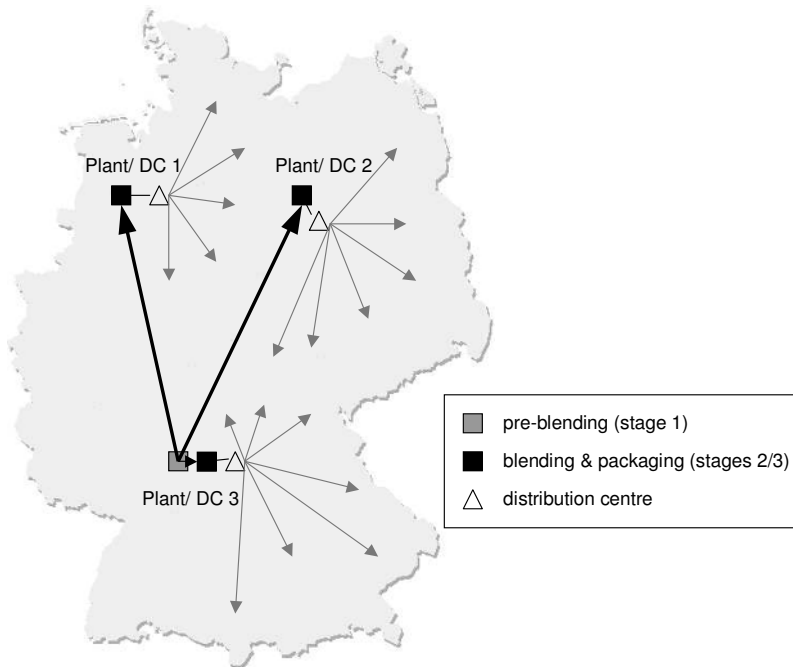 Plant/ DC 1
Plant/ DC 2
Plant/ DC 3
pre-blending (stage 1)
blending & packaging (stages 2/3)
distribution centre